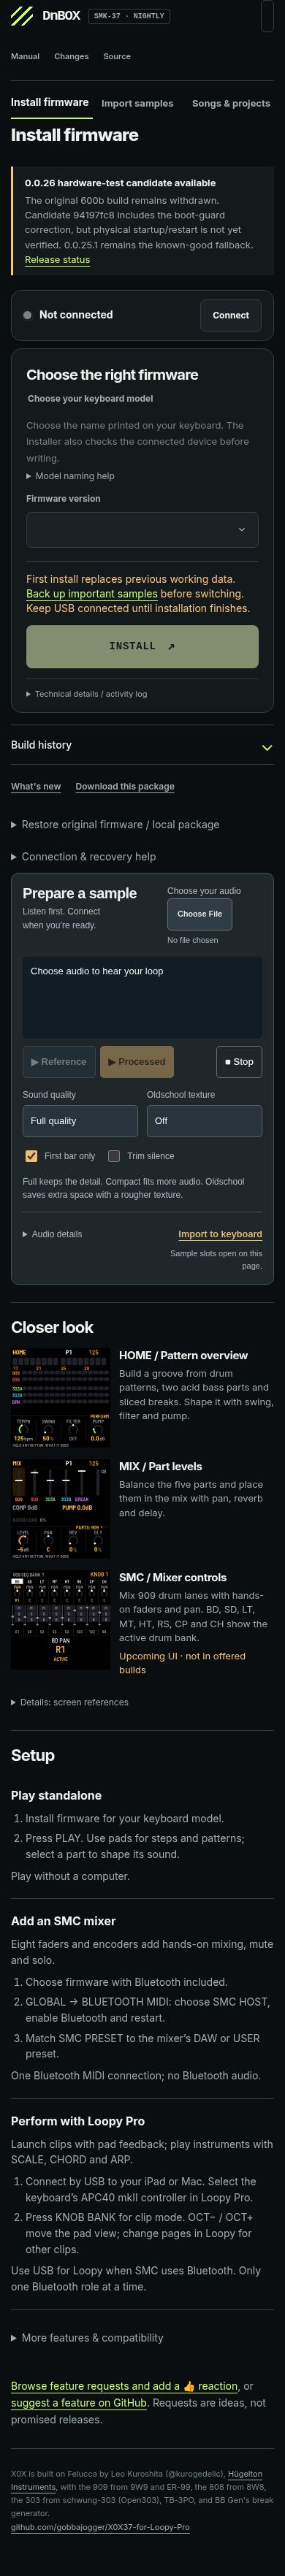 DnBOX SMK-37 · NIGHTLY
Manual Changes Source
Install firmware Import samples Songs & projects
Install firmware
0.0.26 hardware-test candidate available
The original 600b build remains withdrawn.
Candidate 94197fc8 includes the boot-guard
correction, but physical startup/restart is not yet
verified. 0.0.25.1 remains the known-good fallback.
Release status
Not connected Connect
Choose the right firmware
Choose your keyboard model
Choose the name printed on your keyboard. The
installer also checks the connected device before
writing.
Model naming help
Firmware version
First install replaces previous working data.
Back up important samples before switching.
Keep USB connected until installation finishes.
INSTALL ↗
Technical details / activity log
Build history
What's new Download this package
Restore original firmware / local package
Connection & recovery help
Prepare a sample
Listen first. Connect
when you're ready.
Choose your audio
Choose File
No file chosen
Choose audio to hear your loop
▶ Reference ▶ Processed ■ Stop
Sound quality Oldschool texture
Full quality Off
First bar only Trim silence
Full keeps the detail. Compact fits more audio. Oldschool
saves extra space with a rougher texture.
Audio details Import to keyboard
Sample slots open on this
page.
Closer look
HOME P1 125
HOME / Pattern overview
Build a groove from drum
patterns, two acid bass parts and
sliced breaks. Shape it with swing,
filter and pump.
TEMPO SWING FILTER PUMP
MIX P1 125
MIX / Part levels
Balance the five parts and place
them in the mix with pan, reverb
and delay.
COMP 0dB PUMP 0.0dB
LEVEL PAN REV DLY
SMC / Mixer controls
Mix 909 drum lanes with hands-
on faders and pan. BD, SD, LT,
MT, HT, RS, CP and CH show the
active drum bank.
Upcoming UI · not in offered
builds
KNOB 1
BD PAN
R1
ACTIVE
Details: screen references
Setup
Play standalone
1. Install firmware for your keyboard model.
2. Press PLAY. Use pads for steps and patterns;
select a part to shape its sound.
Play without a computer.
Add an SMC mixer
Eight faders and encoders add hands-on mixing, mute
and solo.
1. Choose firmware with Bluetooth included.
2. GLOBAL → BLUETOOTH MIDI: choose SMC HOST,
enable Bluetooth and restart.
3. Match SMC PRESET to the mixer's DAW or USER
preset.
One Bluetooth MIDI connection; no Bluetooth audio.
Perform with Loopy Pro
Launch clips with pad feedback; play instruments with
SCALE, CHORD and ARP.
1. Connect by USB to your iPad or Mac. Select the
keyboard's APC40 mkII controller in Loopy Pro.
2. Press KNOB BANK for clip mode. OCT− / OCT+
move the pad view; change pages in Loopy for
other clips.
Use USB for Loopy when SMC uses Bluetooth. Only
one Bluetooth role at a time.
More features & compatibility
Browse feature requests and add a 👍 reaction, or
suggest a feature on GitHub. Requests are ideas, not
promised releases.
X0X is built on Felucca by Leo Kuroshita (@kurogedelic), Hügelton
Instruments, with the 909 from 9W9 and ER-99, the 808 from 8W8,
the 303 from schwung-303 (Open303), TB-3PO, and BB Gen's break
generator.
github.com/gobbajogger/X0X37-for-Loopy-Pro